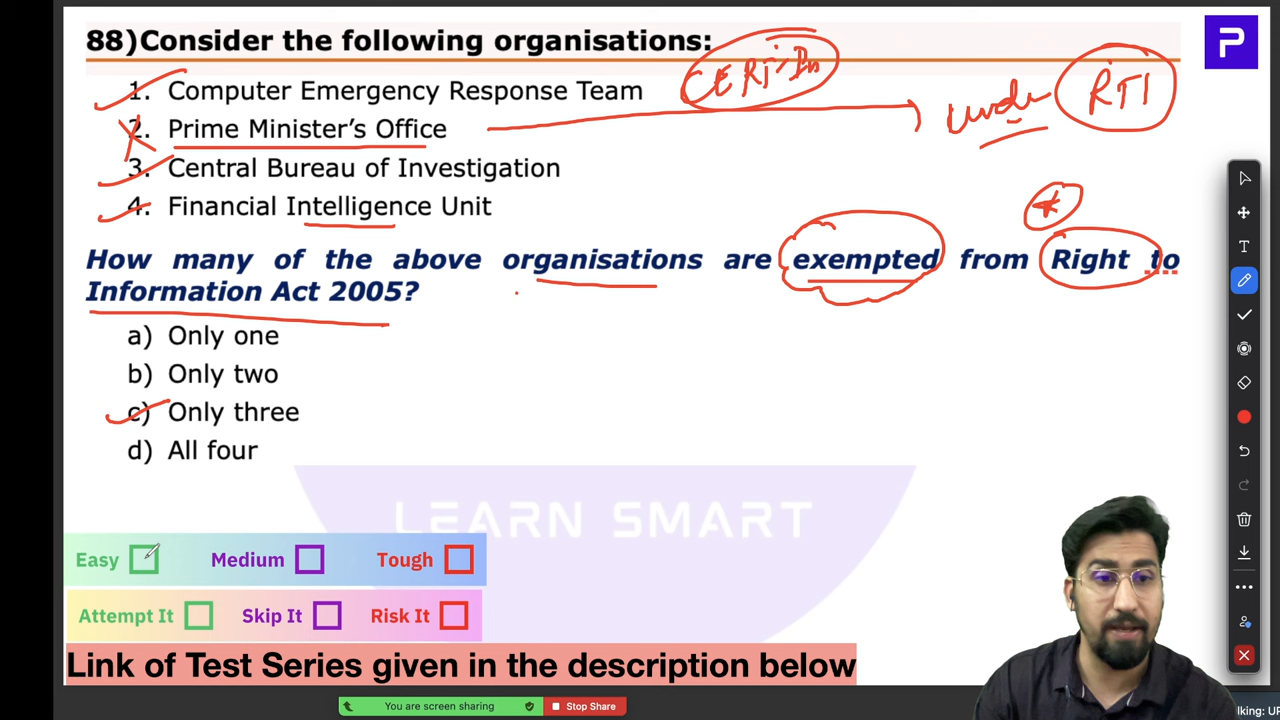 88)Consider the following organisations:
CERT-In
1. Computer Emergency Response Team
under RTI
2. Prime Minister’s Office
3. Central Bureau of Investigation
4. Financial Intelligence Unit
How many of the above organisations are exempted from Right to
Information Act 2005?
a) Only one
b) Only two
c) Only three
d) All four
LEARN SMART
Easy Medium Tough
Attempt It Skip It Risk It
Link of Test Series given in the description below
You are screen sharing Stop Share
lking: UP